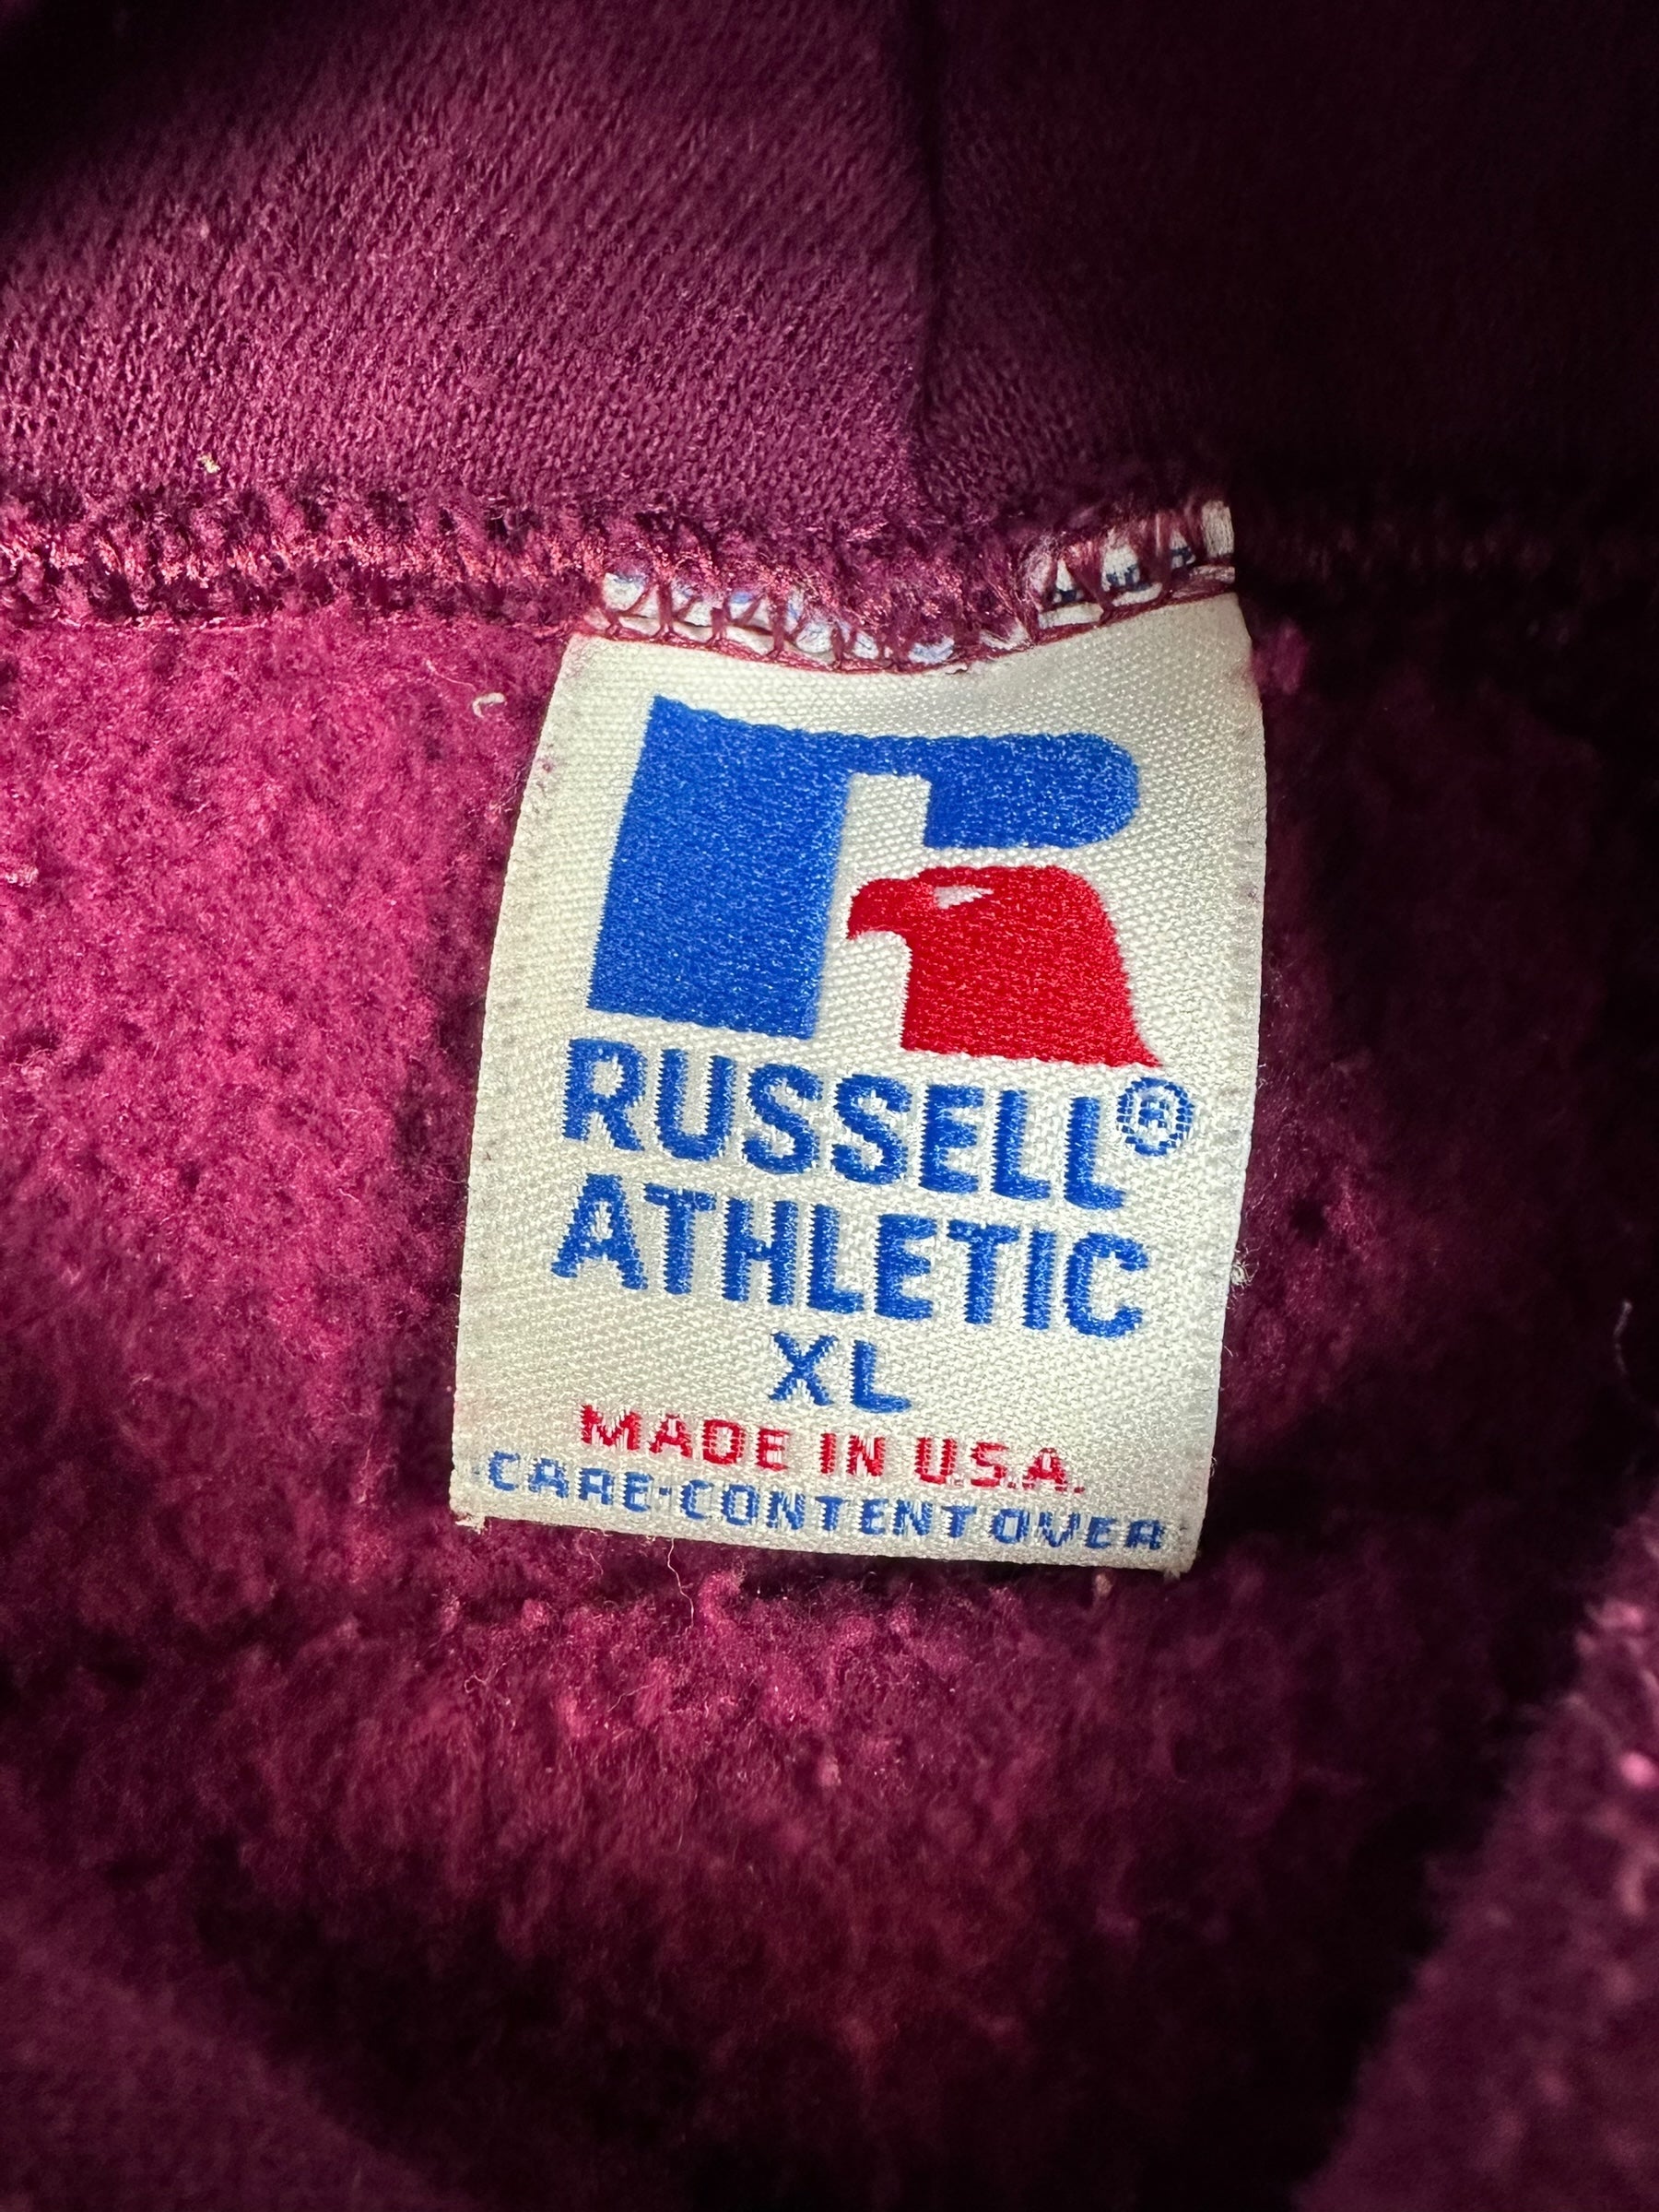 RUSSELL®
ATHLETIC
XL
MADE IN U.S.A.
CARE·CONTENT OVER